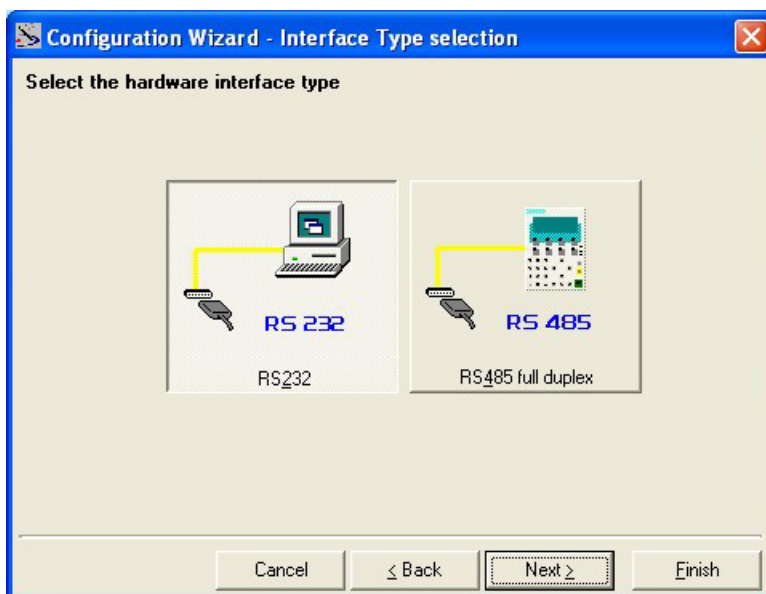 Configuration Wizard - Interface Type selection
Select the hardware interface type
RS 232
RS232
RS 485
RS485 full duplex
Cancel
< Back
Next >
Finish